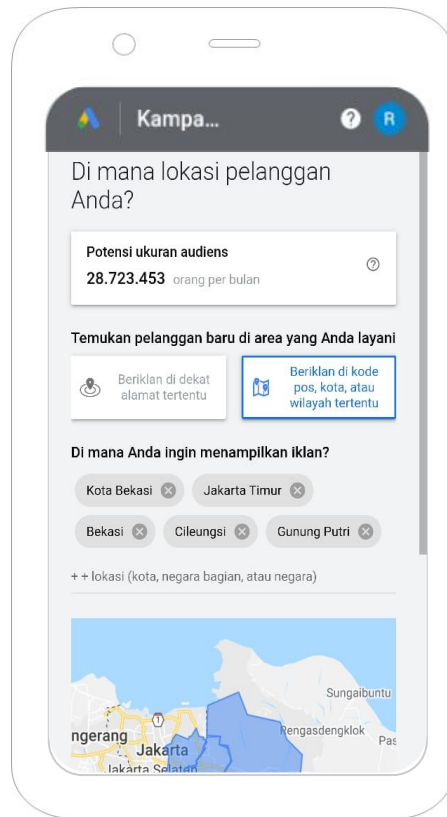 Kampa...
R
Di mana lokasi pelanggan
Anda?
Potensi ukuran audiens
28.723.453 orang per bulan
Temukan pelanggan baru di area yang Anda layani
Beriklan di dekat
alamat tertentu
Beriklan di kode
pos, kota, atau
wilayah tertentu
Di mana Anda ingin menampilkan iklan?
Kota Bekasi Jakarta Timur
Bekasi Cileungsi Gunung Putri
+ + lokasi (kota, negara bagian, atau negara)
Sungaibuntu
1
Rengasdengklok
ngerang
Pas
Jakarta
Jakarta Selatan